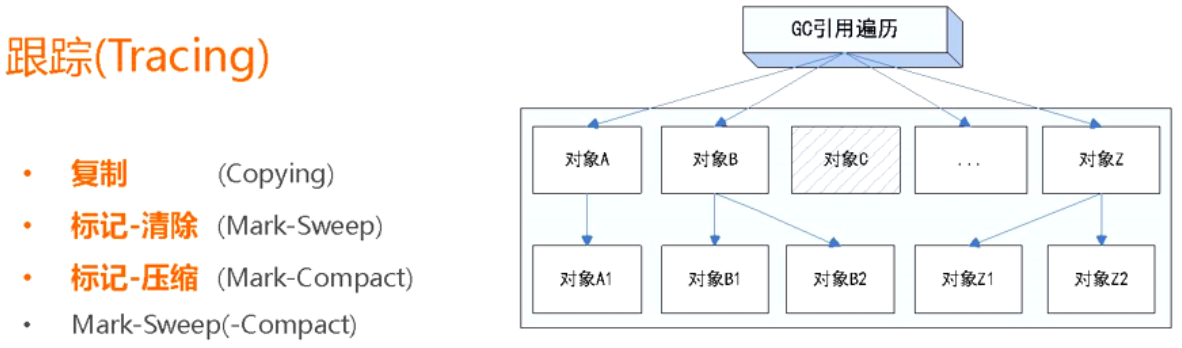 跟踪(Tracing)
• 复制 (Copying)
• 标记-清除 (Mark-Sweep)
• 标记-压缩 (Mark-Compact)
• Mark-Sweep(-Compact)
GC引用遍历
对象A 对象B 对象C ... 对象Z
对象A1 对象B1 对象B2 对象Z1 对象Z2